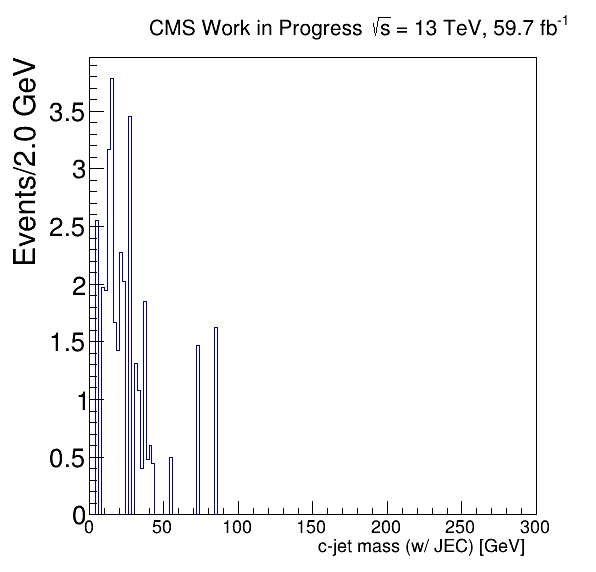 CMS Work in Progress √s = 13 TeV, 59.7 fb⁻¹
Events/2.0 GeV
3.5
3
2.5
2
1.5
1
0.5
0
0 50 100 150 200 250 300
c-jet mass (w/ JEC) [GeV]